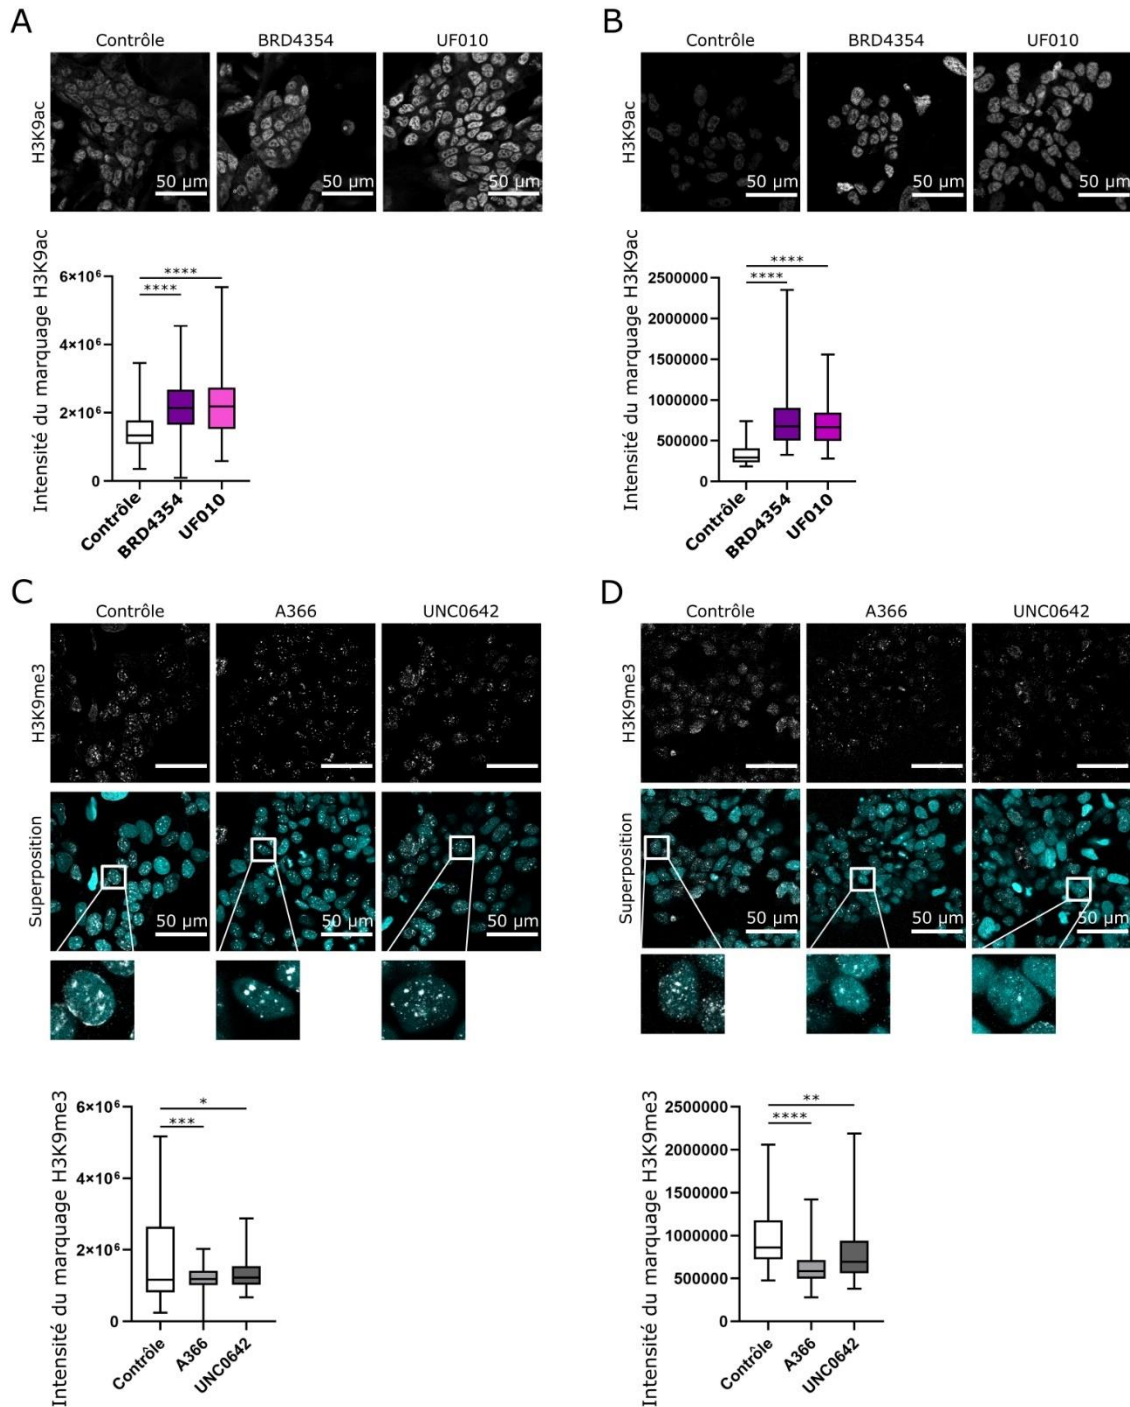 A
Contrôle BRD4354 UF010
H3K9ac
50 µm 50 µm 50 µm
Intensité du marquage H3K9ac
6×10⁶
4×10⁶
2×10⁶
0
****
****
Contrôle BRD4354 UF010
B
Contrôle BRD4354 UF010
H3K9ac
50 µm 50 µm 50 µm
Intensité du marquage H3K9ac
2500000
2000000
1500000
1000000
500000
0
****
****
Contrôle BRD4354 UF010
C
Contrôle A366 UNC0642
H3K9me3
Superposition
50 µm 50 µm 50 µm
Intensité du marquage H3K9me3
6×10⁶
4×10⁶
2×10⁶
0
*
***
Contrôle A366 UNC0642
D
Contrôle A366 UNC0642
H3K9me3
Superposition
50 µm 50 µm 50 µm
Intensité du marquage H3K9me3
2500000
2000000
1500000
1000000
500000
0
**
****
Contrôle A366 UNC0642